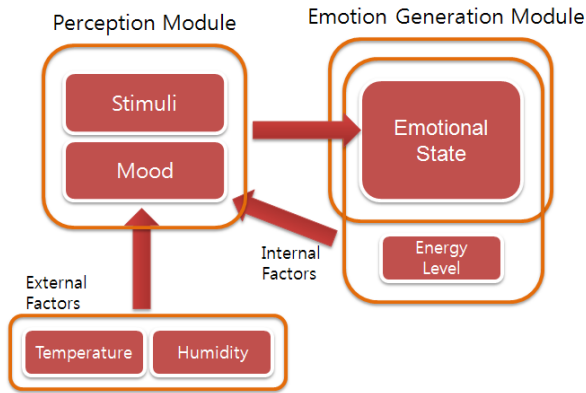 Perception Module
Emotion Generation Module
Stimuli
Mood
Emotional
State
Internal
Factors
Energy
Level
External
Factors
Temperature
Humidity